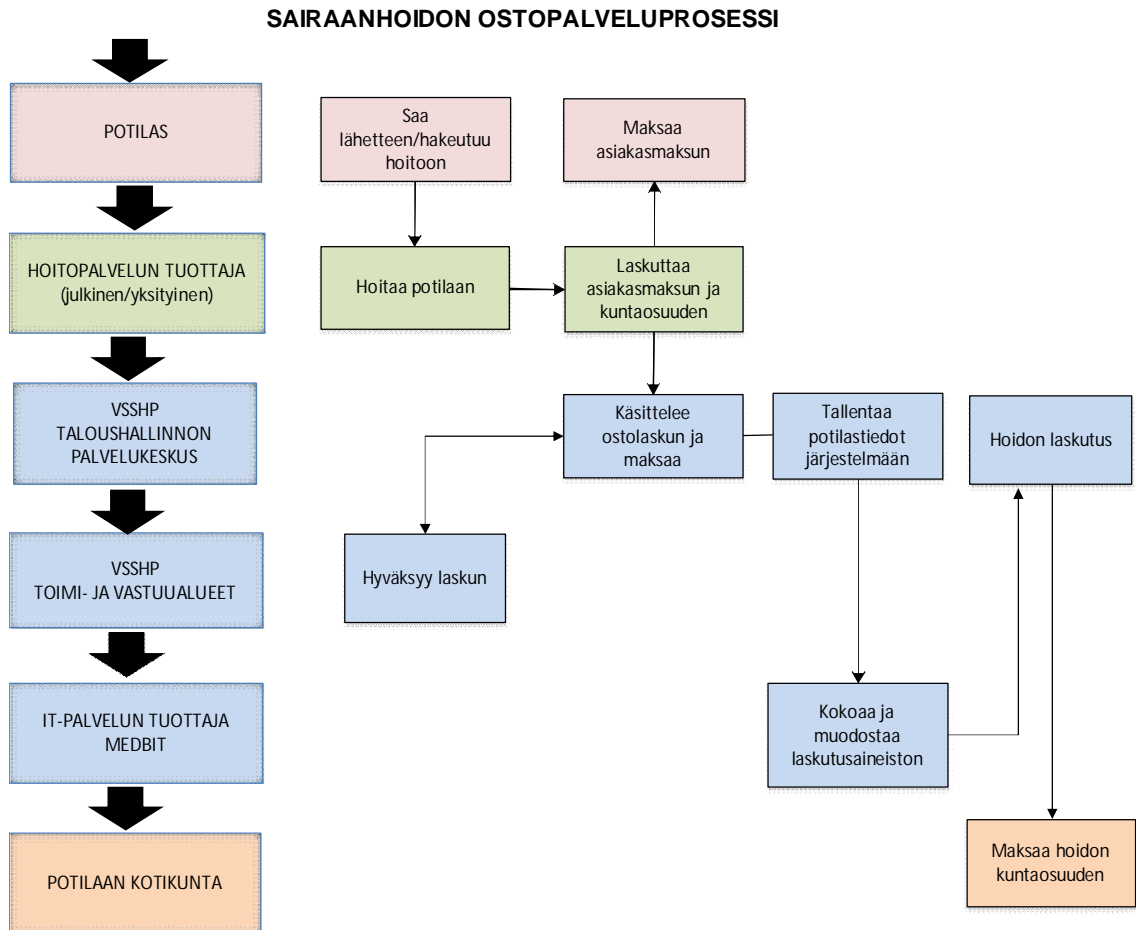 SAIRAANHOIDON OSTOPALVELUPROSESSI
POTILAS
Saa
lähetteen/hakeutuu
hoitoon
Maksaa
asiakasmaksun
HOITOPALVELUN TUOTTAJA
(julkinen/yksityinen)
Hoitaa potilaan
Laskuttaa
asiakasmaksun ja
kuntaosuuden
VSSHP
TALOUSHALLINNON
PALVELUKESKUS
Käsittelee
ostolaskun ja
maksaa
Tallentaa
potilastiedot
järjestelmään
Hoidon laskutus
VSSHP
TOIMI- JA VASTUUALUEET
Hyväksyy laskun
IT-PALVELUN TUOTTAJA
MEDBIT
Kokoaa ja
muodostaa
laskutusaineiston
POTILAAN KOTIKUNTA
Maksaa hoidon
kuntaosuuden